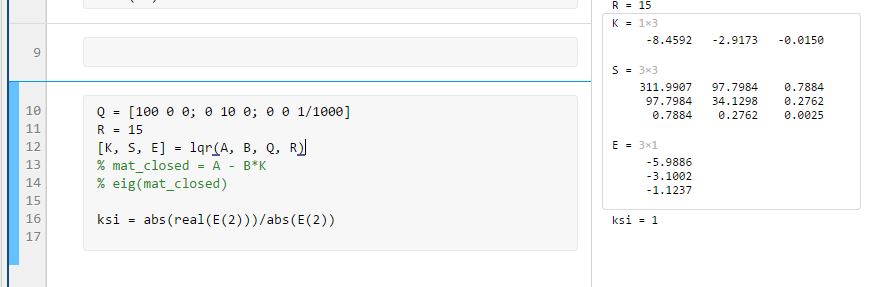 9
10 Q = [100 0 0; 0 10 0; 0 0 1/1000]
11 R = 15
12 [K, S, E] = lqr(A, B, Q, R)
13 % mat_closed = A - B*K
14 % eig(mat_closed)
15
16 ksi = abs(real(E(2)))/abs(E(2))
17
R = 15
K = 1×3
-8.4592 -2.9173 -0.0150
S = 3×3
311.9907 97.7984 0.7884
97.7984 34.1298 0.2762
0.7884 0.2762 0.0025
E = 3×1
-5.9886
-3.1002
-1.1237
ksi = 1